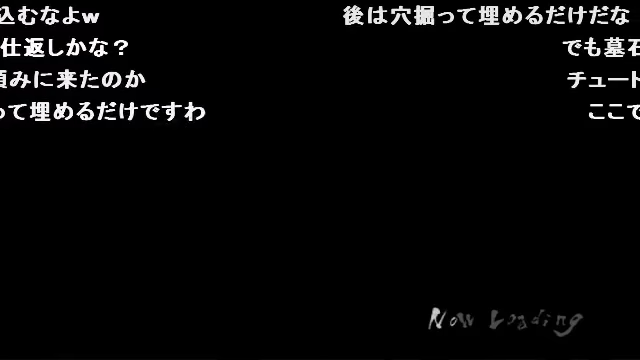 込むなよw
後は穴掘って埋めるだけだな
仕返しかな？
でも墓石
頼みに来たのか
チュート
って埋めるだけですわ
ここで
Now Loading